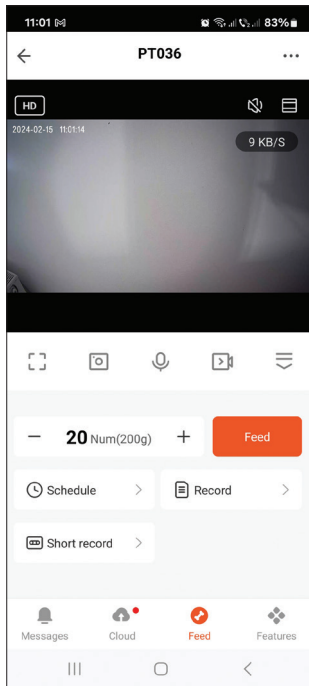 11:01 83%
PT036
HD
2024-02-15 11:01:14
9 KB/S
20 Num(200g)
Feed
Schedule
Record
Short record
Messages
Cloud
Feed
Features